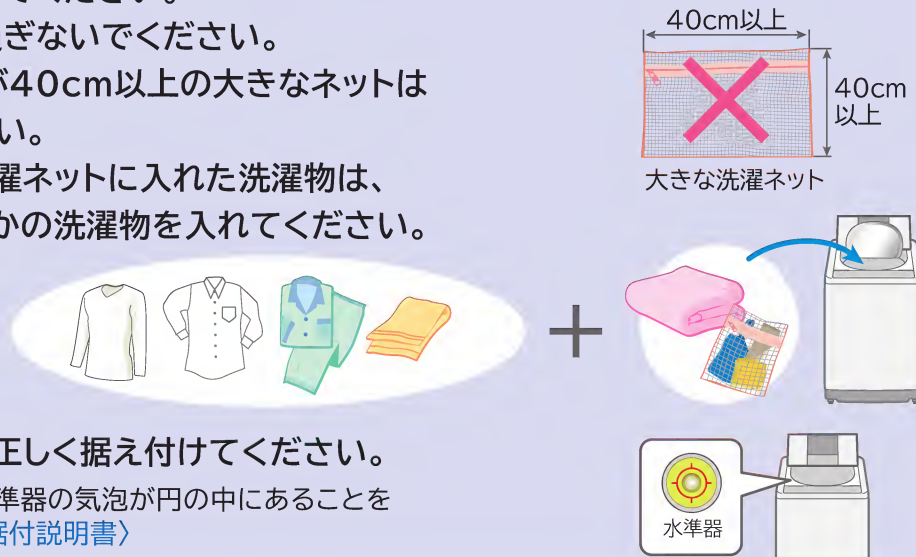 てください。
ぎないでください。
が40cm以上の大きなネットは
い。
濯ネットに入れた洗濯物は、
かの洗濯物を入れてください。
40cm以上
40cm
以上
大きな洗濯ネット
+
正しく据え付けてください。
準器の気泡が円の中にあることを
据付説明書〉
水準器